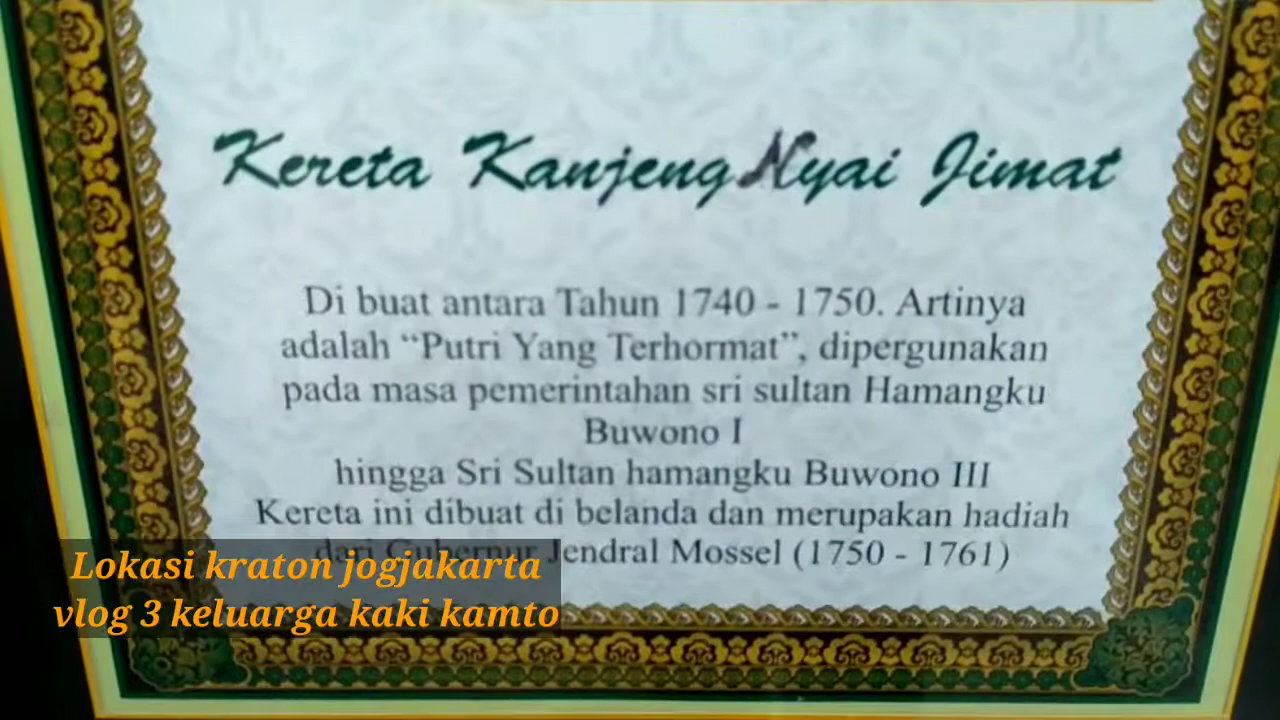 Kereta Kanjeng Nyai Jimat
Di buat antara Tahun 1740 - 1750. Artinya
adalah “Putri Yang Terhormat”, dipergunakan
pada masa pemerintahan sri sultan Hamangku
Buwono I
hingga Sri Sultan hamangku Buwono III
Kereta ini dibuat di belanda dan merupakan hadiah
dari Gubernur Jendral Mossel (1750 - 1761)
Lokasi kraton jogjakarta
vlog 3 keluarga kaki kamto